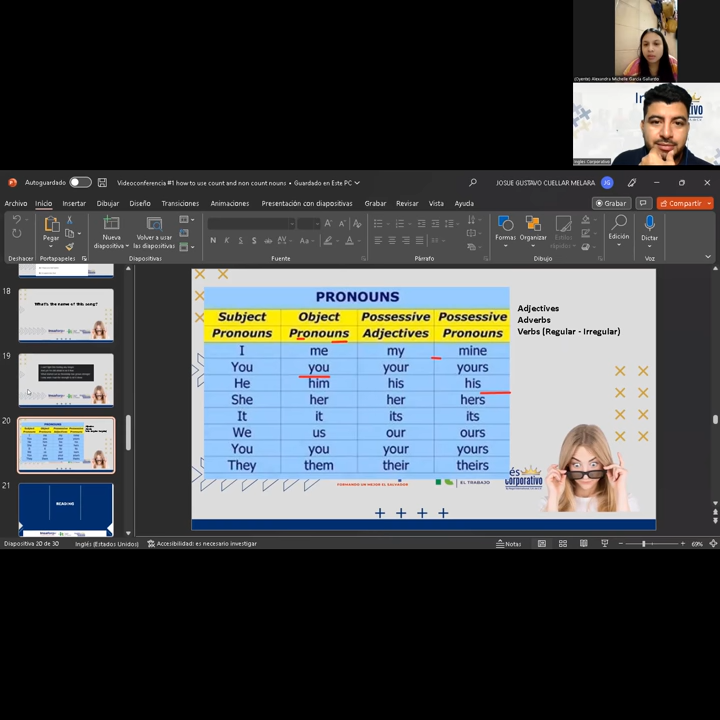 (Oyente) Alexandra Michelle Garcia Gallardo
Inglés Corporativo
Autoguardado
Videoconferencia #1 how to use count and non count nouns • Guardado en Este PC
JOSUE GUSTAVO CUELLAR MELARA
JG
Archivo Inicio Insertar Dibujar Diseño Transiciones Animaciones Presentación con diapositivas Grabar Revisar Vista Ayuda
Grabar
Compartir
Pegar
Nueva diapositiva
Volver a usar las diapositivas
Formas
Organizar
Estilos rápidos
Edición
Dictar
Deshacer
Portapapeles
Diapositivas
Fuente
Párrafo
Dibujo
Voz
18
What's the name of this song?
19
20
21
READING
PRONOUNS
Subject Pronouns
Object Pronouns
Possessive Adjectives
Possessive Pronouns
I me my mine
You you your yours
He him his his
She her her hers
It it its its
We us our ours
You you your yours
They them their theirs
Adjectives
Adverbs
Verbs (Regular - irregular)
FORMANDO UN MEJOR EL SALVADOR
EL TRABAJO
és
corporativo
Diapositiva 20 de 30
Inglés (Estados Unidos)
Accesibilidad: es necesario investigar
Notas
69%